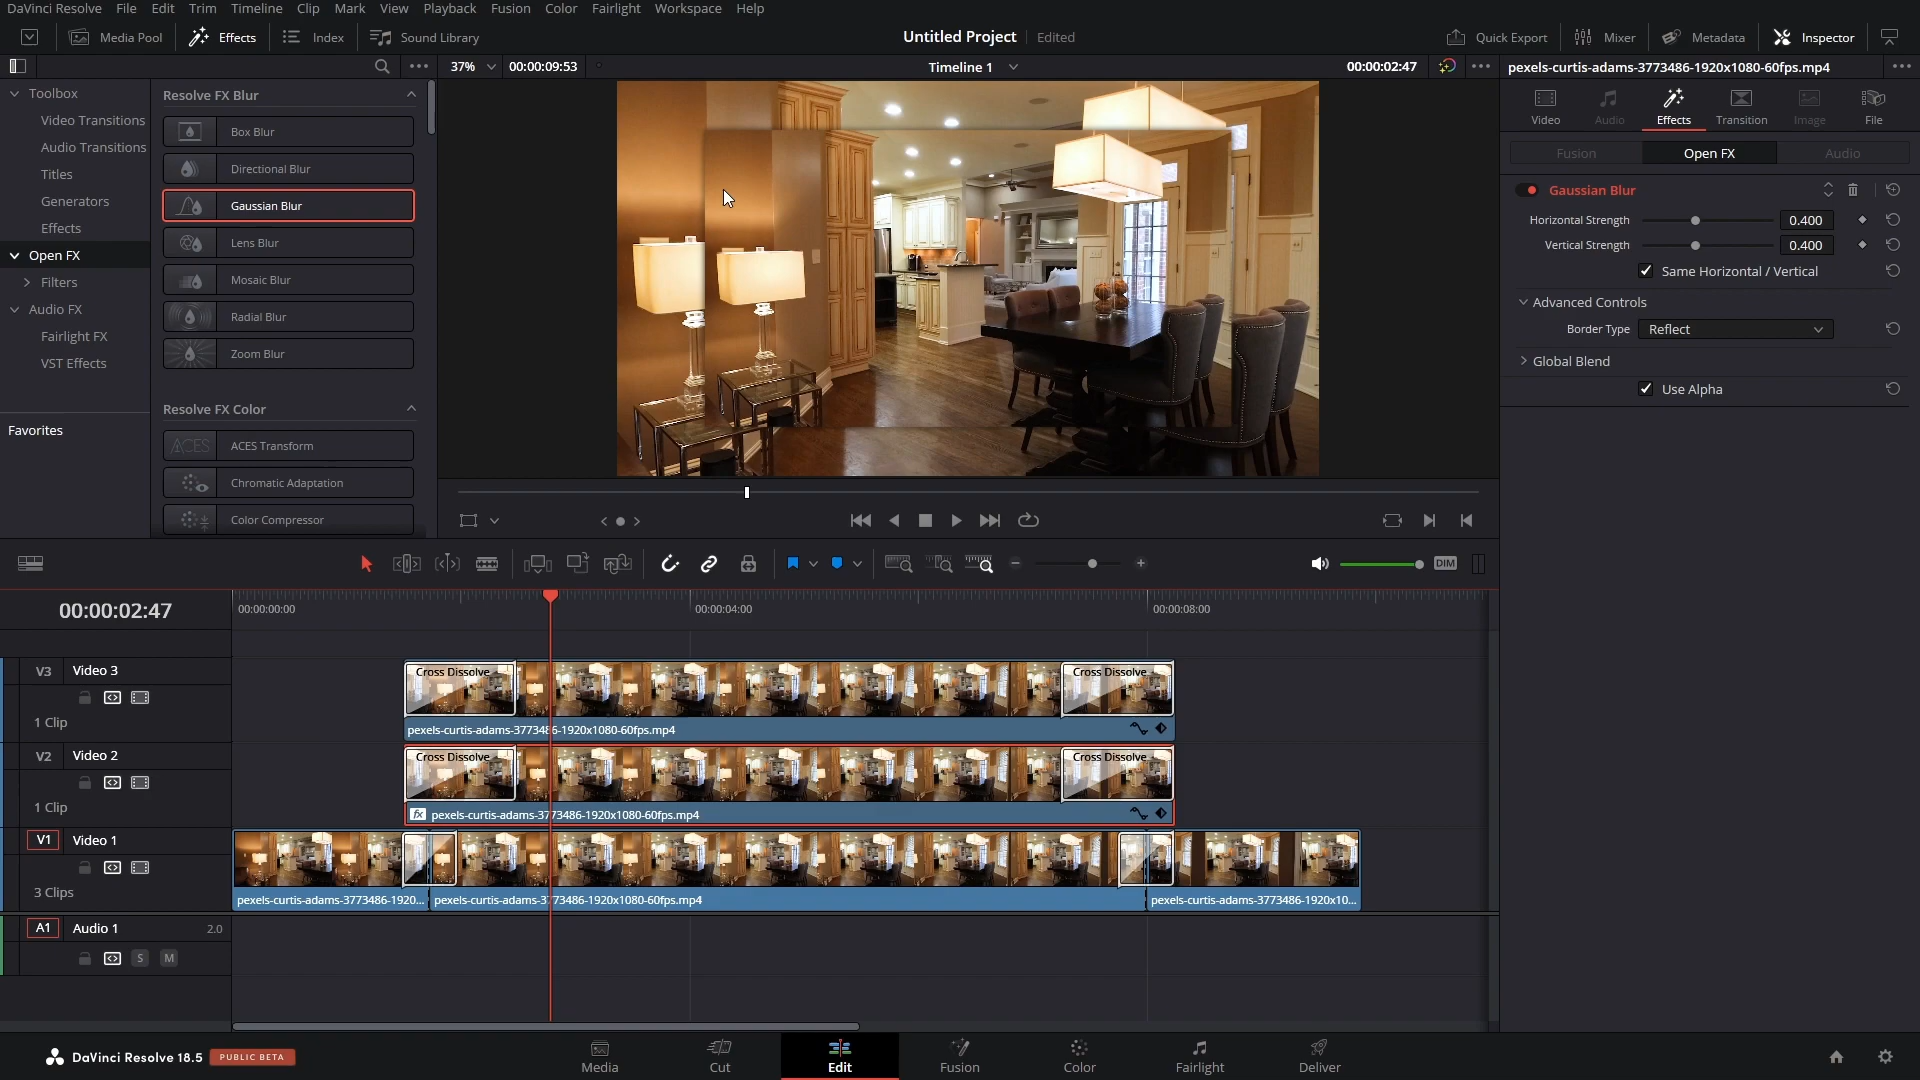 DaVinci Resolve File Edit Trim Timeline Clip Mark View Playback Fusion Color Fairlight Workspace Help
Media Pool Effects Index Sound Library Untitled Project Edited Quick Export Mixer Metadata Inspector
37% 00:00:09:53 Timeline 1 00:00:02:47 pexels-curtis-adams-3773486-1920x1080-60fps.mp4
Toolbox
Video Transitions
Audio Transitions
Titles
Generators
Effects
Open FX
Filters
Audio FX
Fairlight FX
VST Effects
Favorites
Resolve FX Blur
Box Blur
Directional Blur
Gaussian Blur
Lens Blur
Mosaic Blur
Radial Blur
Zoom Blur
Resolve FX Color
ACES ACES Transform
Chromatic Adaptation
Color Compressor
Video Audio Effects Transition Image File
Fusion Open FX Audio
Gaussian Blur
Horizontal Strength 0.400
Vertical Strength 0.400
Same Horizontal / Vertical
Advanced Controls
Border Type Reflect
Global Blend
Use Alpha
DIM
00:00:02:47 00:00:00:00 00:00:04:00 00:00:08:00
V3 Video 3
1 Clip
Cross Dissolve Cross Dissolve
pexels-curtis-adams-3773486-1920x1080-60fps.mp4
V2 Video 2
1 Clip
Cross Dissolve Cross Dissolve
fx pexels-curtis-adams-3773486-1920x1080-60fps.mp4
V1 Video 1
3 Clips
pexels-curtis-adams-3773486-1920... pexels-curtis-adams-3773486-1920x1080-60fps.mp4 pexels-curtis-adams-3773486-1920x10...
A1 Audio 1 2.0
S M
DaVinci Resolve 18.5 PUBLIC BETA
Media Cut Edit Fusion Color Fairlight Deliver